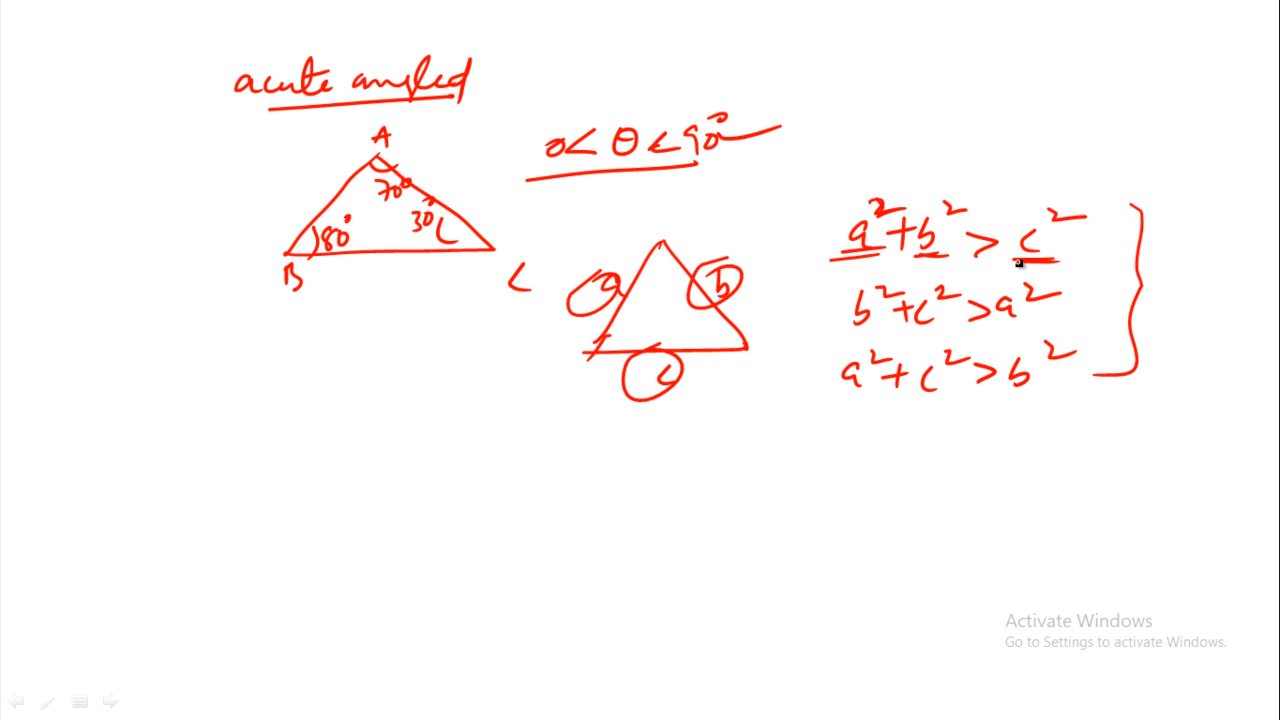 acute angled
A
70°
80°
30°
B
C
0 < θ < 90°
a
b
c
a² + b² > c²
b² + c² > a²
a² + c² > b²
Activate Windows
Go to Settings to activate Windows.